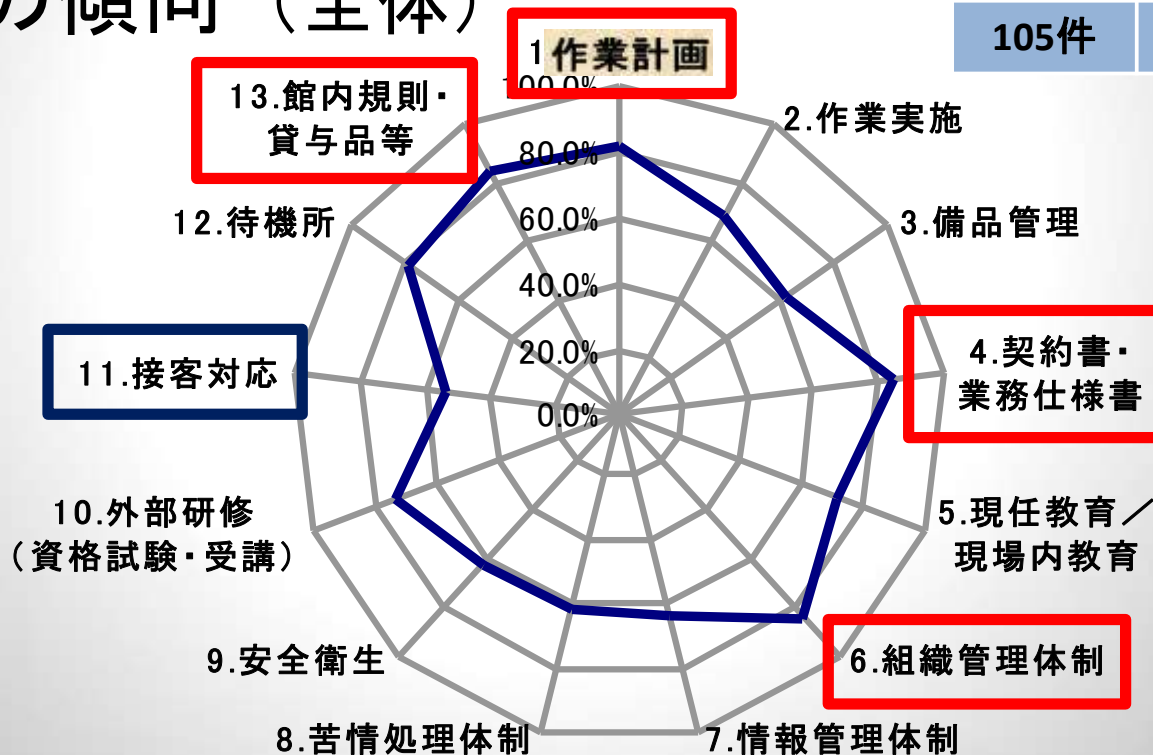 の傾向（全体）
105件
1 作業計画
100.0%
80.0%
60.0%
40.0%
20.0%
0.0%
2.作業実施
3.備品管理
4.契約書・
業務仕様書
5.現任教育／
現場内教育
6.組織管理体制
7.情報管理体制
8.苦情処理体制
9.安全衛生
10.外部研修
（資格試験・受講）
11.接客対応
12.待機所
13.館内規則・
貸与品等